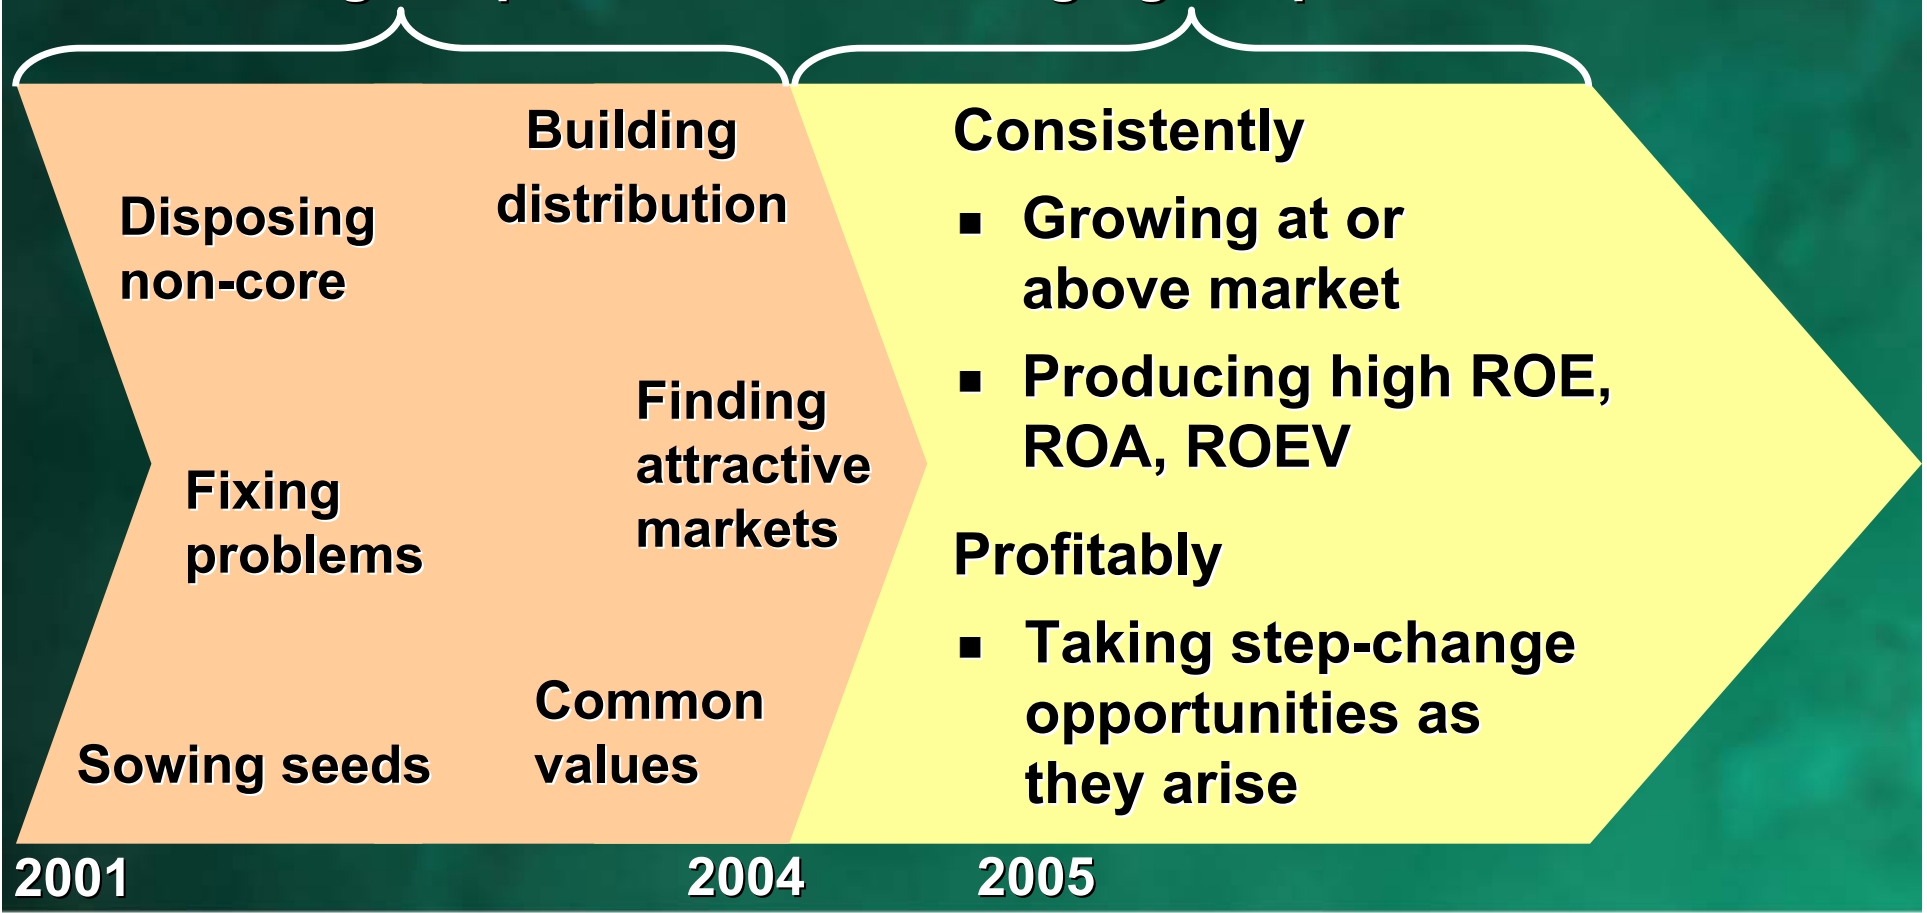 Building
distribution
Disposing
non-core
Finding
attractive
markets
Fixing
problems
Common
values
Sowing seeds
Consistently
■ Growing at or
above market
■ Producing high ROE,
ROA, ROEV
Profitably
■ Taking step-change
opportunities as
they arise
2001
2004
2005